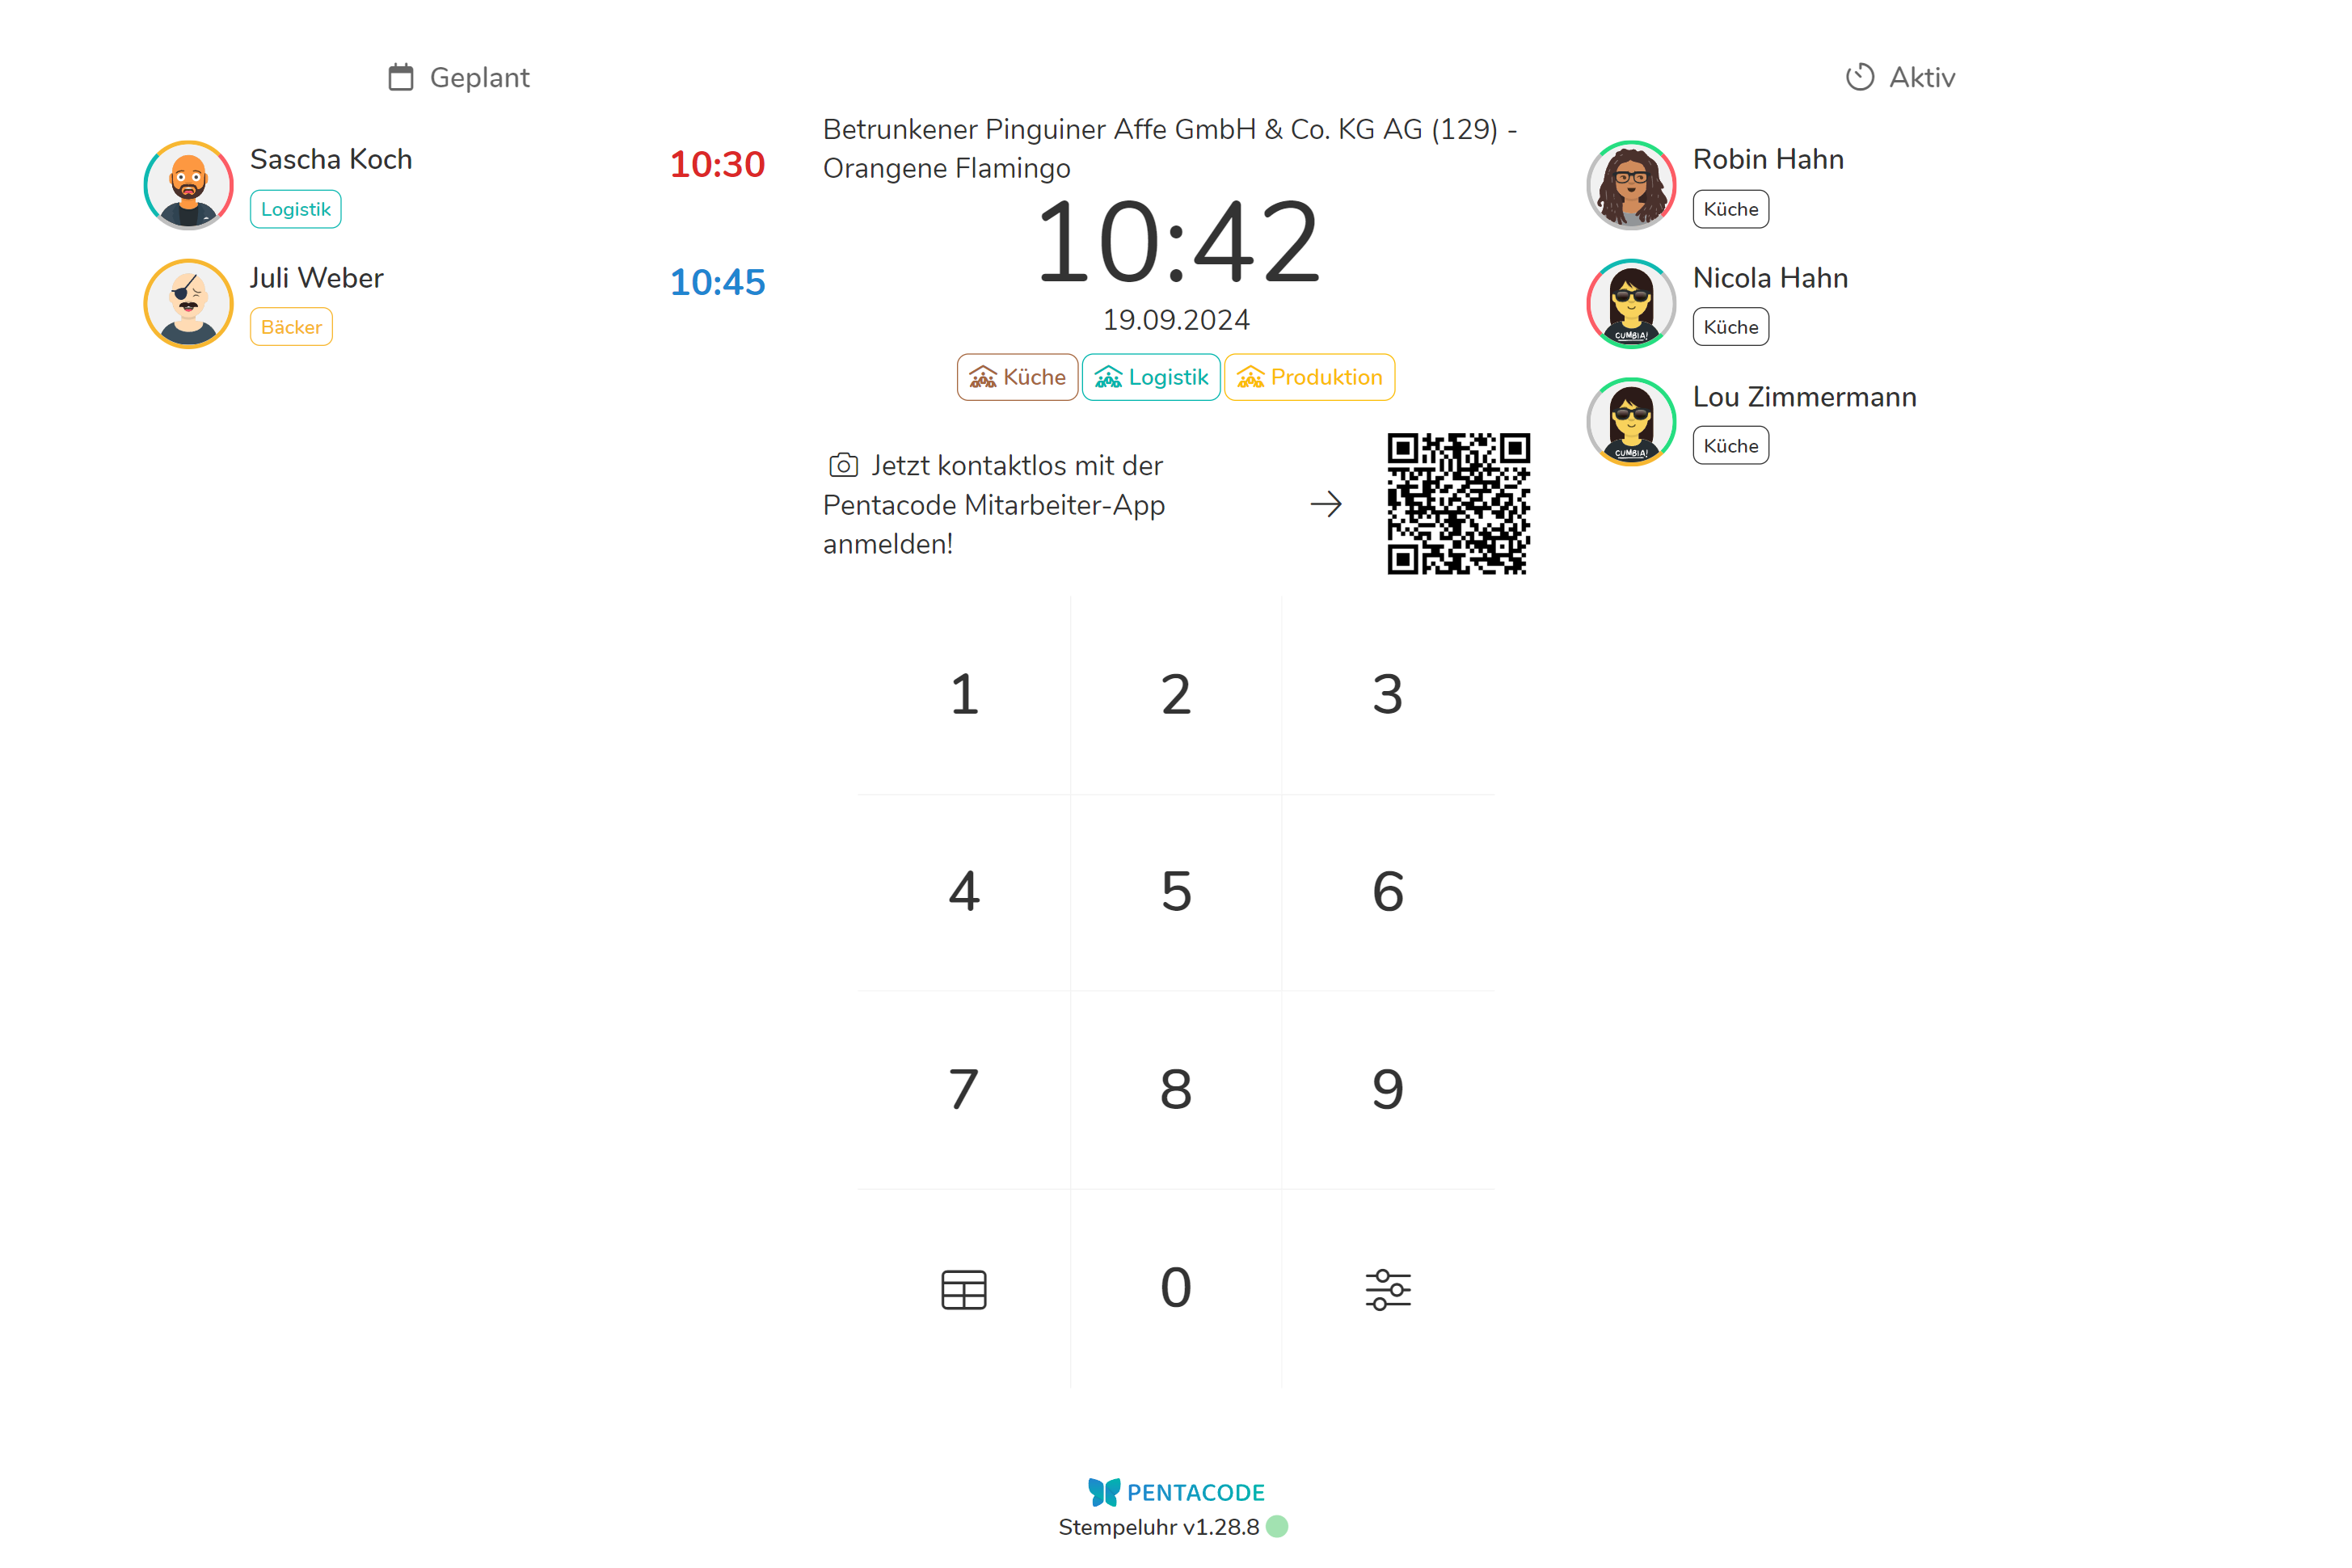 Geplant
Sascha Koch
10:30
Logistik
Juli Weber
10:45
Bäcker
Betrunkener Pinguiner Affe GmbH & Co. KG AG (129) -
Orangene Flamingo
10:42
19.09.2024
Küche
Logistik
Produktion
Jetzt kontaktlos mit der
Pentacode Mitarbeiter-App
anmelden!
1
2
3
4
5
6
7
8
9
0
PENTACODE
Stempeluhr v1.28.8
Aktiv
Robin Hahn
Küche
Nicola Hahn
CUMBIA!
Küche
Lou Zimmermann
CUMBIA!
Küche